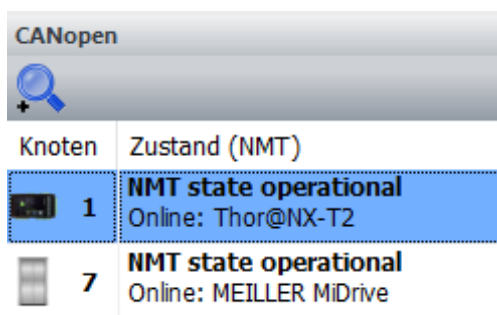 CANopen
Knoten Zustand (NMT)
1 NMT state operational
Online: Thor@NX-T2
7 NMT state operational
Online: MEILLER MiDrive